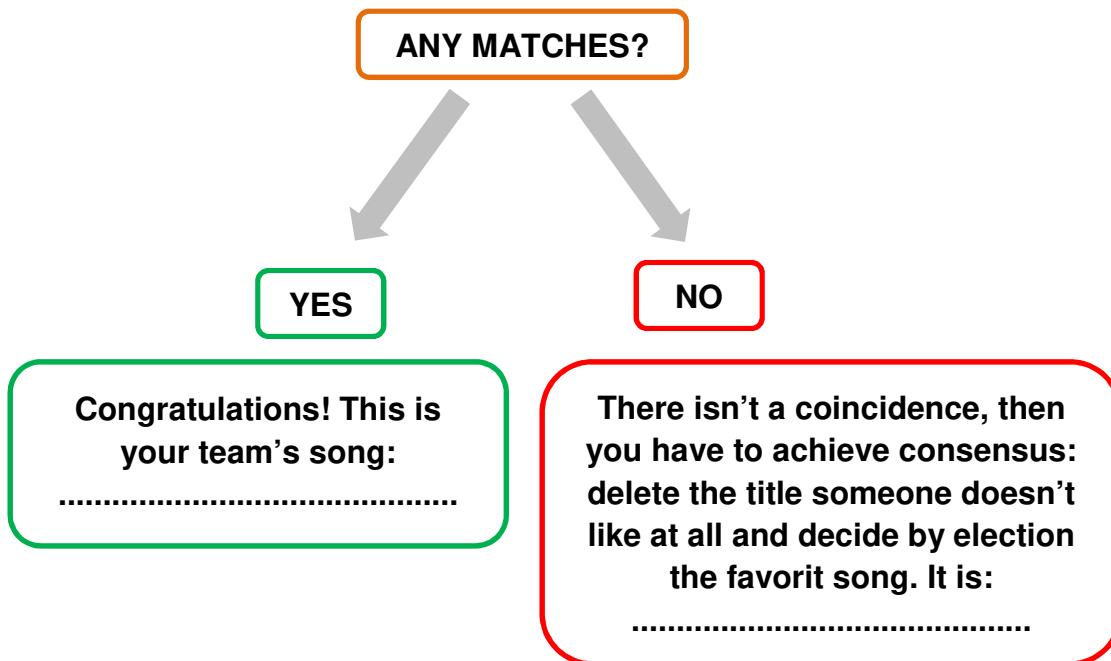 ANY MATCHES?
YES
NO
Congratulations! This is
your team’s song:
.............................................
There isn’t a coincidence, then
you have to achieve consensus:
delete the title someone doesn’t
like at all and decide by election
the favorit song. It is:
.............................................